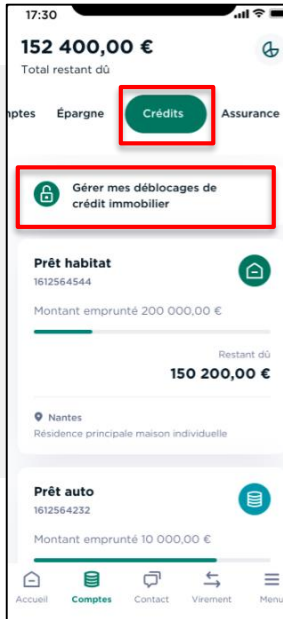 17:30
152 400,00 €
Total restant dû
ptes Épargne Crédits Assurance
Gérer mes déblocages de
crédit immobilier
Prêt habitat
1612564544
Montant emprunté 200 000,00 €
Restant dû
150 200,00 €
Nantes
Résidence principale maison individuelle
Prêt auto
1612564232
Montant emprunté 10 000,00 €
Accueil Comptes Contact Virement Menu